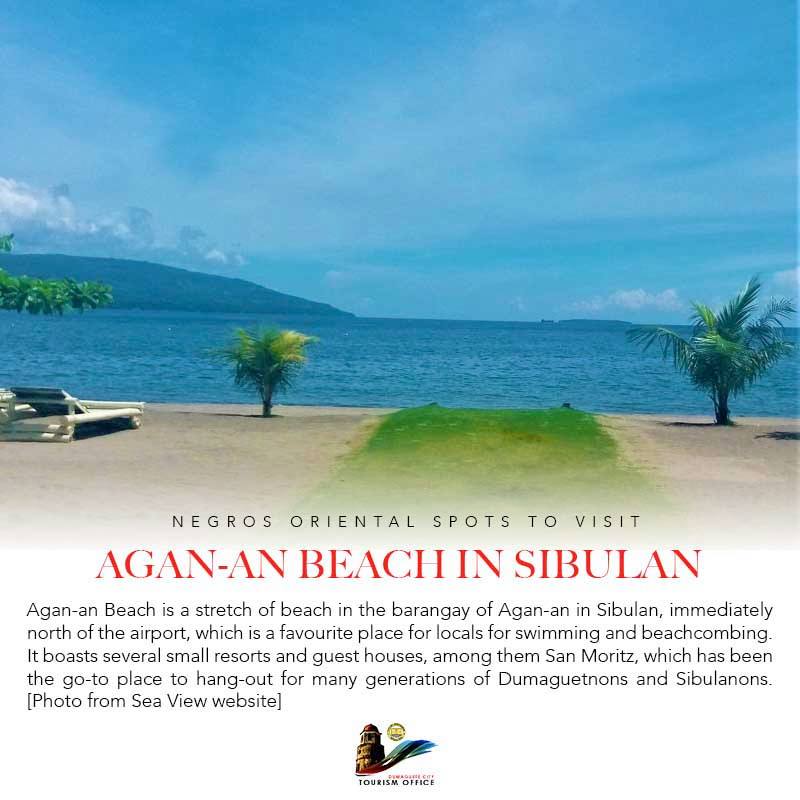 NEGROS ORIENTAL SPOTS TO VISIT
AGAN-AN BEACH IN SIBULAN
Agan-an Beach is a stretch of beach in the barangay of Agan-an in Sibulan, immediately
north of the airport, which is a favourite place for locals for swimming and beachcombing.
It boasts several small resorts and guest houses, among them San Moritz, which has been
the go-to place to hang-out for many generations of Dumaguetnons and Sibulanons.
[Photo from Sea View website]
DUMAGUETE CITY
TOURISM OFFICE